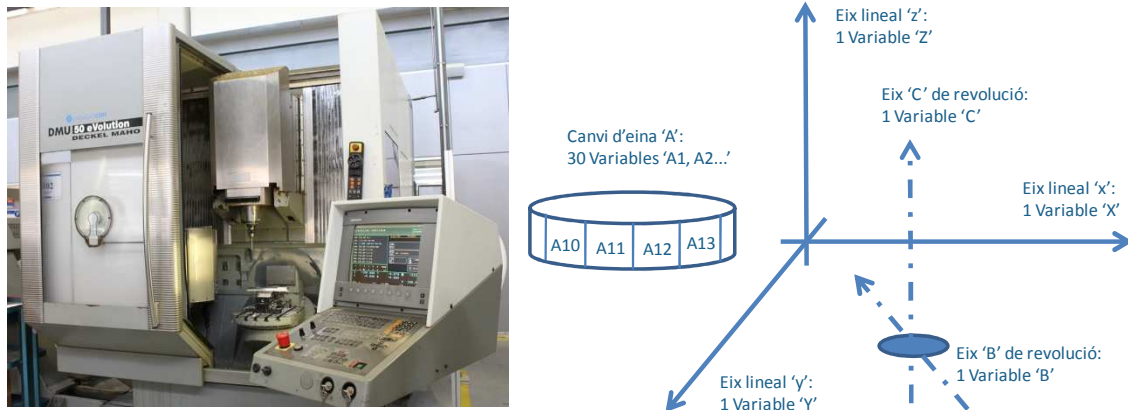 DMU 50 eVolution
DECKEL MAHO
Eix lineal ‘z’:
1 Variable ‘Z’
Eix ‘C’ de revolució:
1 Variable ‘C’
Canvi d’eina ‘A’:
30 Variables ‘A1, A2...’
Eix lineal ‘x’:
1 Variable ‘X’
A10
A11
A12
A13
Eix ‘B’ de revolució:
1 Variable ‘B’
Eix lineal ‘y’:
1 Variable ‘Y’